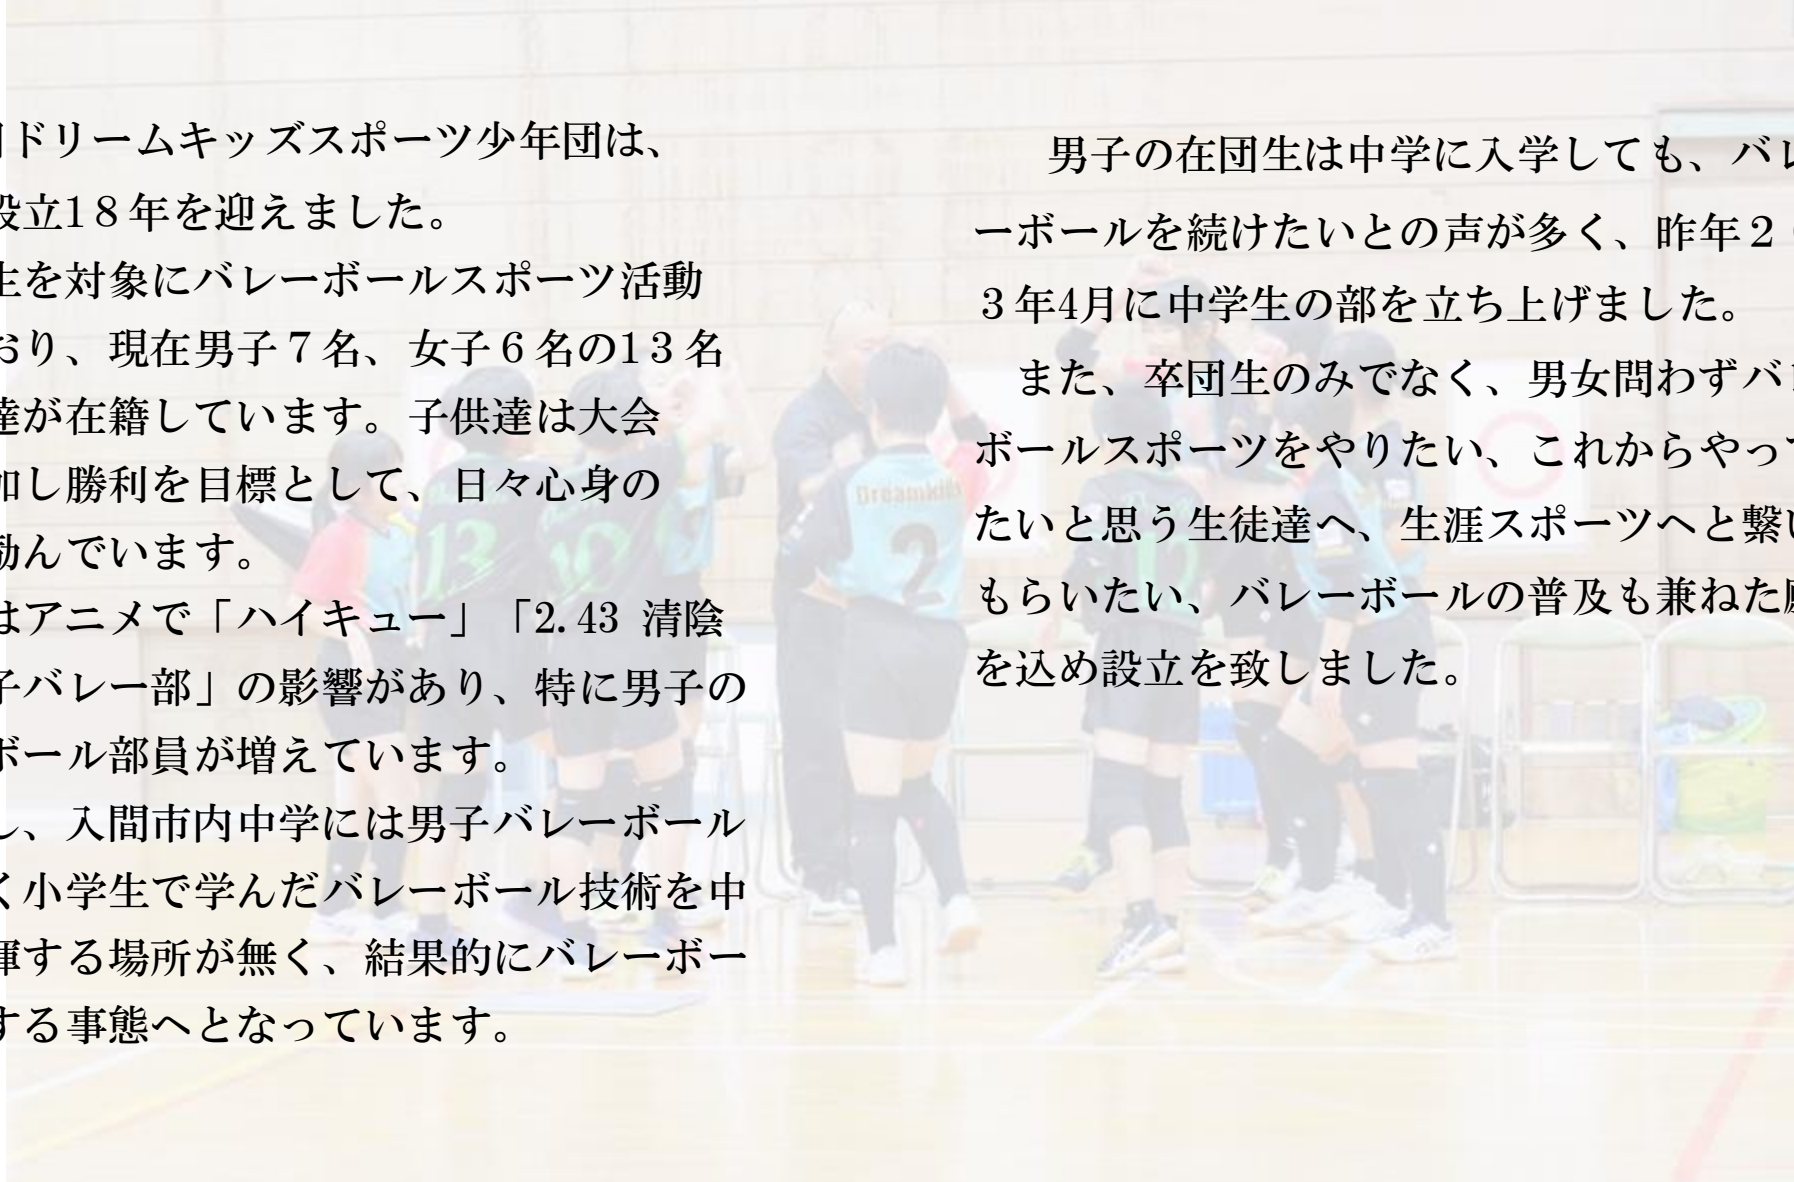 ドリームキッズスポーツ少年団は、
設立18年を迎えました。
生を対象にバレーボールスポーツ活動
おり、現在男子7名、女子6名の13名
達が在籍しています。子供達は大会
加し勝利を目標として、日々心身の
励んでいます。
はアニメで「ハイキュー」「2.43 清陰
子バレー部」の影響があり、特に男子の
ボール部員が増えています。
し、入間市内中学には男子バレーボール
く小学生で学んだバレーボール技術を中
揮する場所が無く、結果的にバレーボー
する事態へとなっています。
男子の在団生は中学に入学しても、バレ
ーボールを続けたいとの声が多く、昨年2
3年4月に中学生の部を立ち上げました。
また、卒団生のみでなく、男女問わずバレ
ボールスポーツをやりたい、これからやって
たいと思う生徒達へ、生涯スポーツへと繋い
もらいたい、バレーボールの普及も兼ねた
を込め設立を致しました。
Dreamkids
2
13
10